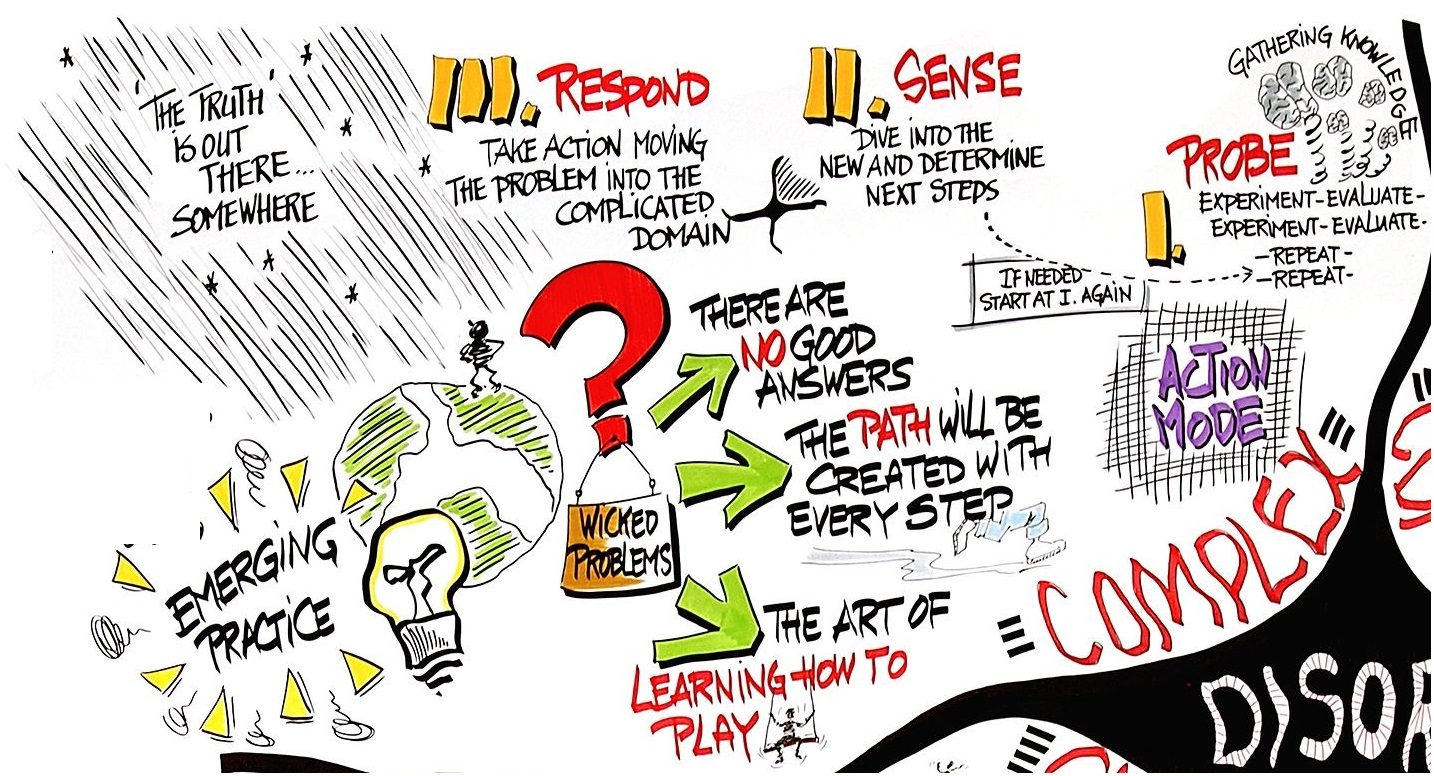 'THE TRUTH'
IS OUT
THERE...
SOMEWHERE
III. RESPOND
TAKE ACTION MOVING
THE PROBLEM INTO THE
COMPLICATED
DOMAIN
II. SENSE
DIVE INTO THE
NEW AND DETERMINE
NEXT STEPS
GATHERING KNOWLEDGE
I. PROBE
EXPERIMENT-EVALUATE-
EXPERIMENT-EVALUATE-
-REPEAT-
-REPEAT-
IF NEEDED
START AT I. AGAIN
ACTION
MODE
THERE ARE
NO GOOD
ANSWERS
THE PATH WILL BE
CREATED WITH
EVERY STEP
?
WICKED
PROBLEMS
EMERGING
PRACTICE
THE ART OF
LEARNING HOW TO
PLAY
COMPLEX
DISOR